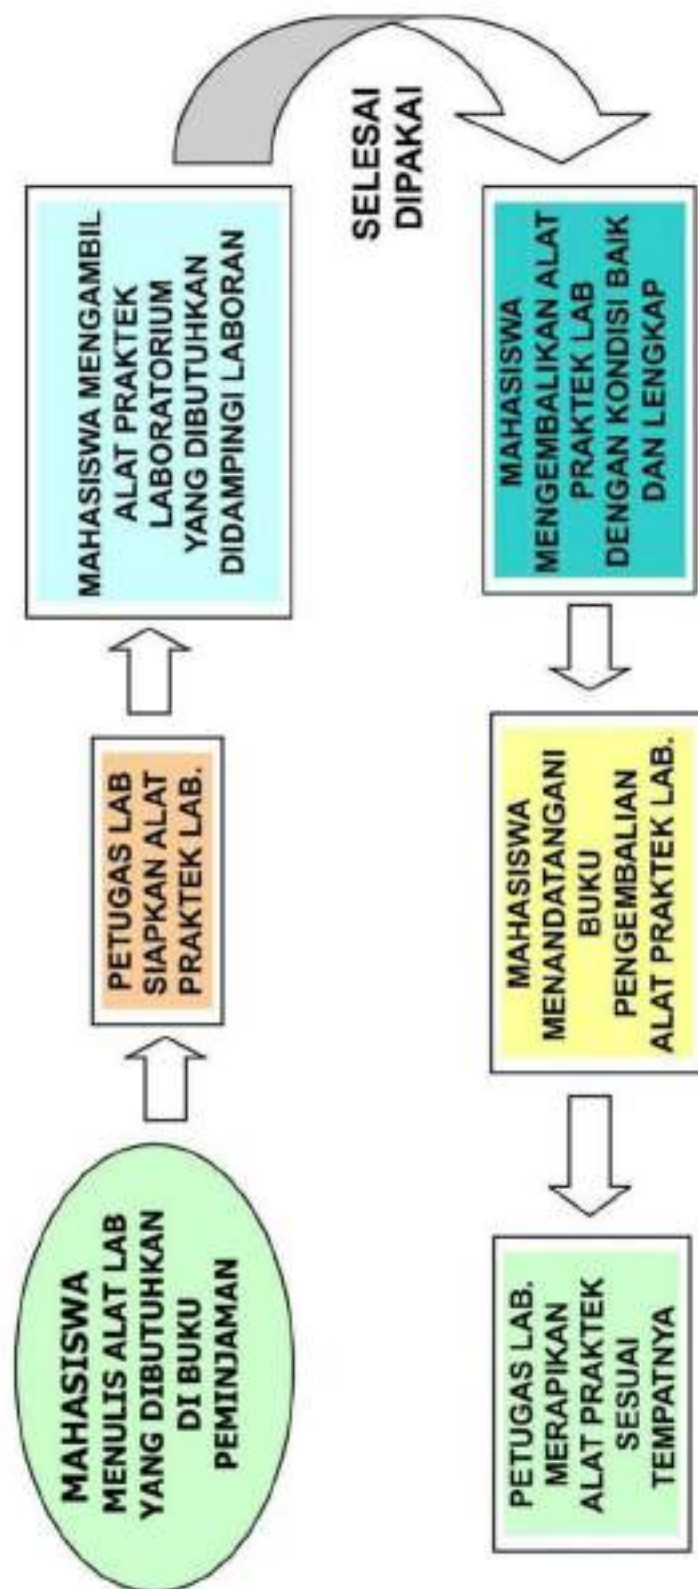 MAHASISWA
MENULIS ALAT LAB
YANG DIBUTUHKAN
DI BUKU
PEMINJAMAN
PETUGAS LAB
SIAPKAN ALAT
PRAKTEK LAB.
MAHASISWA MENGAMBIL
ALAT PRAKTEK
LABORATORIUM
YANG DIBUTUHKAN
DIDAMPINGI LABORAN
SELESAI
DIPAKAI
MAHASISWA
MENGEMBALIKAN ALAT
PRAKTEK LAB
DENGAN KONDISI BAIK
DAN LENGKAP
MAHASISWA
MENANDATANGANI
BUKU
PENGEMBALIAN
ALAT PRAKTEK LAB.
PETUGAS LAB.
MERAPIKAN
ALAT PRAKTEK
SESUAI
TEMPATNYA